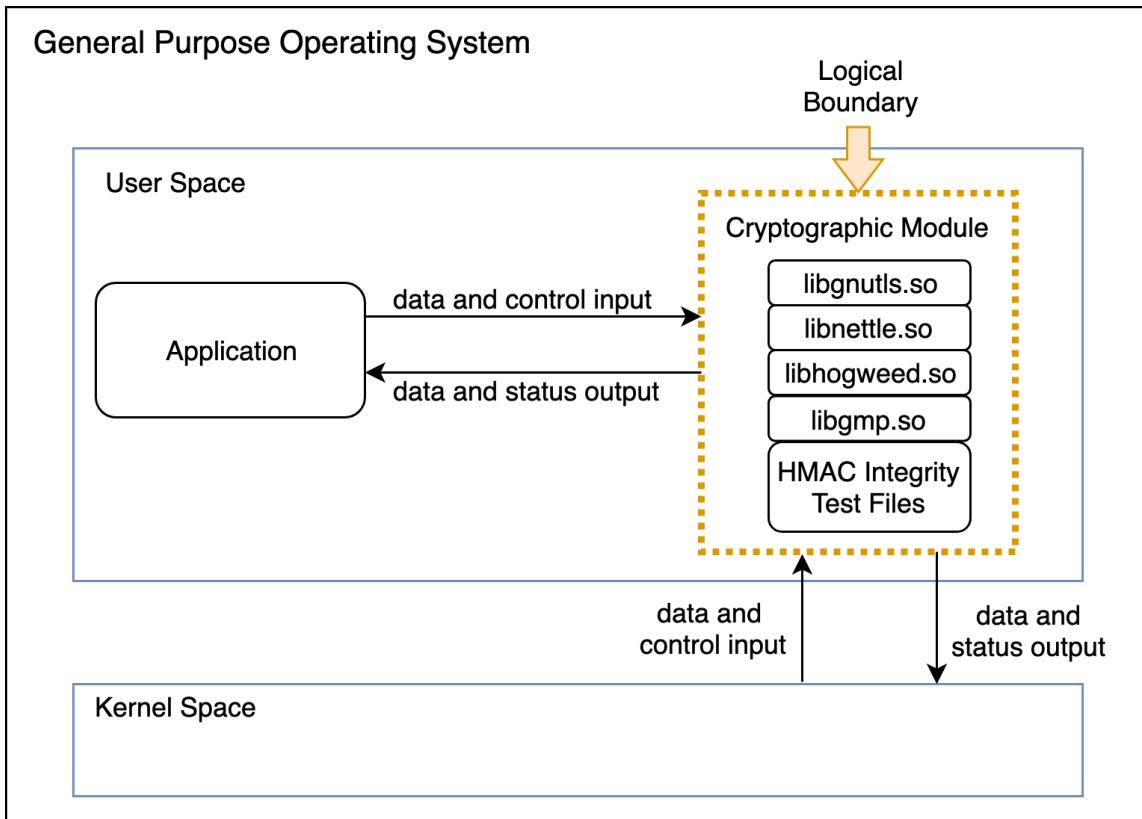 General Purpose Operating System
Logical
Boundary
User Space
Cryptographic Module
libgnutls.so
libnettle.so
libhogweed.so
libgmp.so
HMAC Integrity
Test Files
data and control input
Application
data and status output
data and
control input
data and
status output
Kernel Space